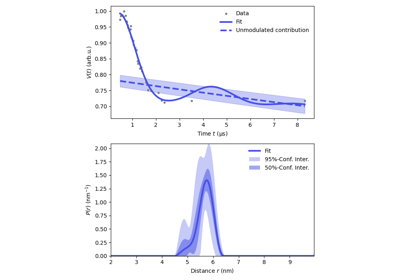 1.00
0.95
0.90
0.85
0.80
0.75
0.70
V(t) (arb.u.)
Data
Fit
Unmodulated contribution
1 2 3 4 5 6 7 8
Time t (μs)
2.00
1.75
1.50
1.25
1.00
0.75
0.50
0.25
0.00
P(r) (nm⁻¹)
Fit
95%-Conf. Inter.
50%-Conf. Inter.
2 3 4 5 6 7 8 9
Distance r (nm)